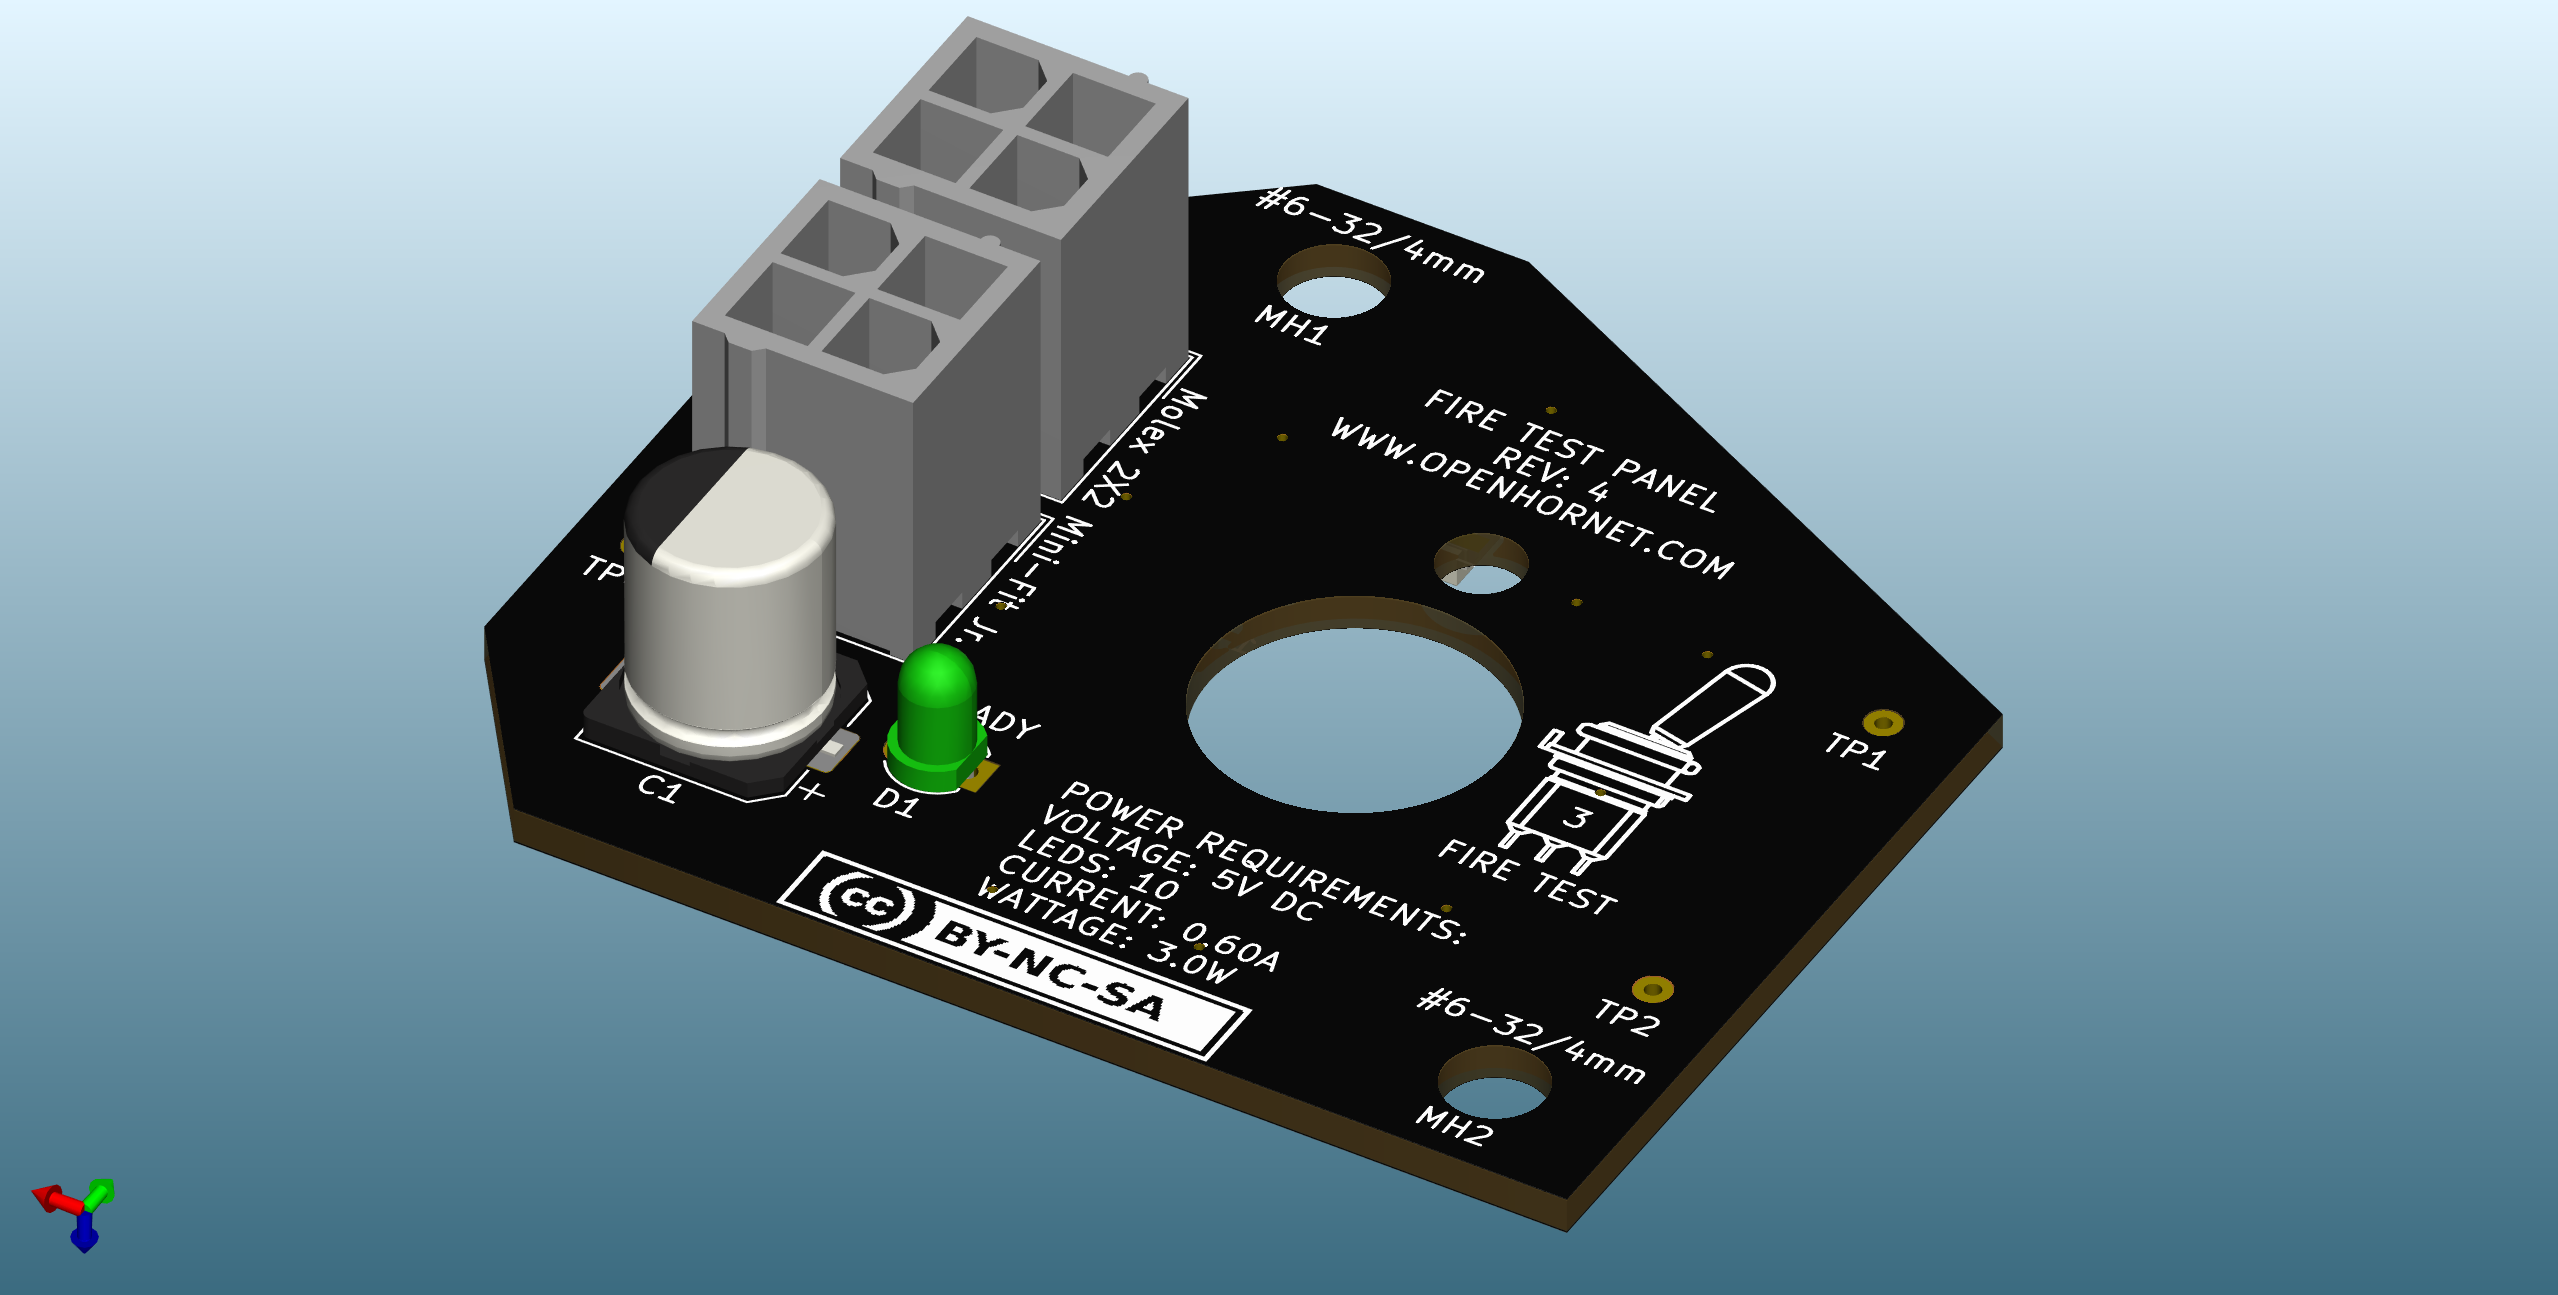 #6-32/4mm
MH1
FIRE TEST PANEL
REV: 4
WWW.OPENHORNET.COM
Molex 2X2 Mini-Fit Jr.
C1
+
D1
3
FIRE TEST
TP1
POWER REQUIREMENTS:
VOLTAGE: 5V DC
LEDS: 10
CURRENT: 0.60A
WATTAGE: 3.0W
cc BY-NC-SA
TP2
#6-32/4mm
MH2